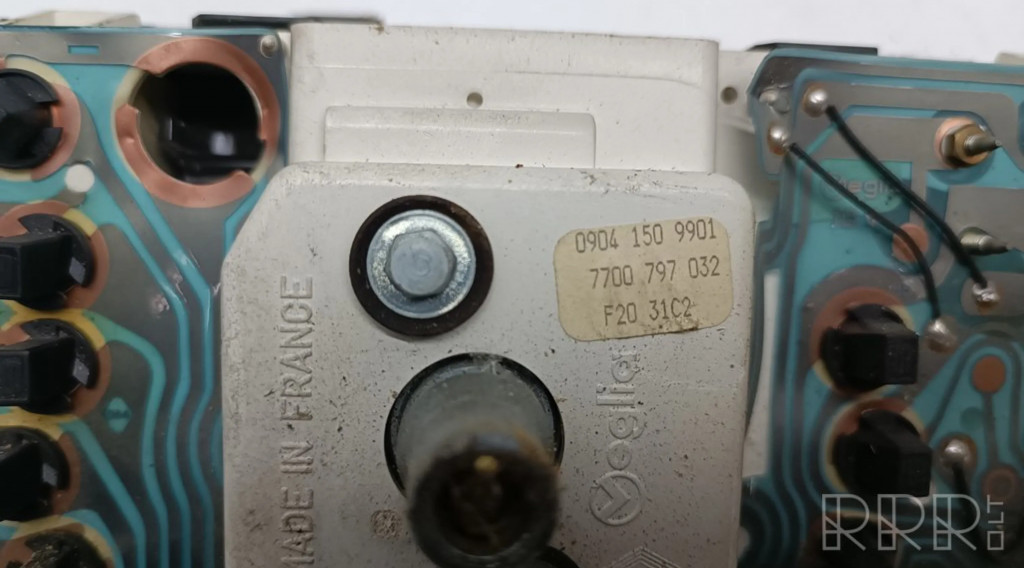 0904 150 9901
7700 797 032
F20 31C2
MADE IN FRANCE
veglia
RRR.LT